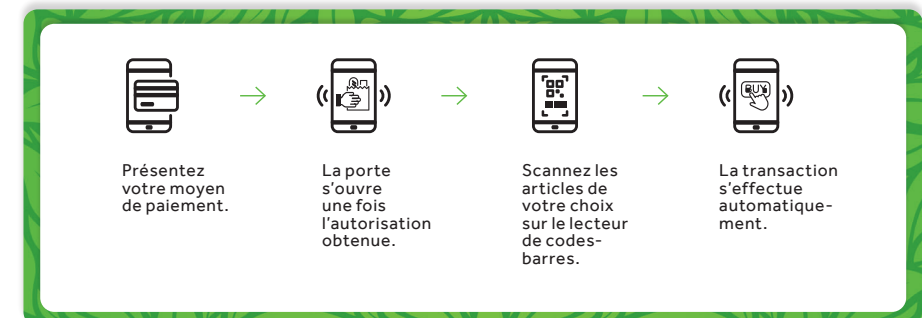 Présentez
votre moyen
de paiement.
La porte
s'ouvre
une fois
l'autorisation
obtenue.
Scannez les
articles de
votre choix
sur le lecteur
de codes-
barres.
BUY
La transaction
s'effectue
automatique-
ment.